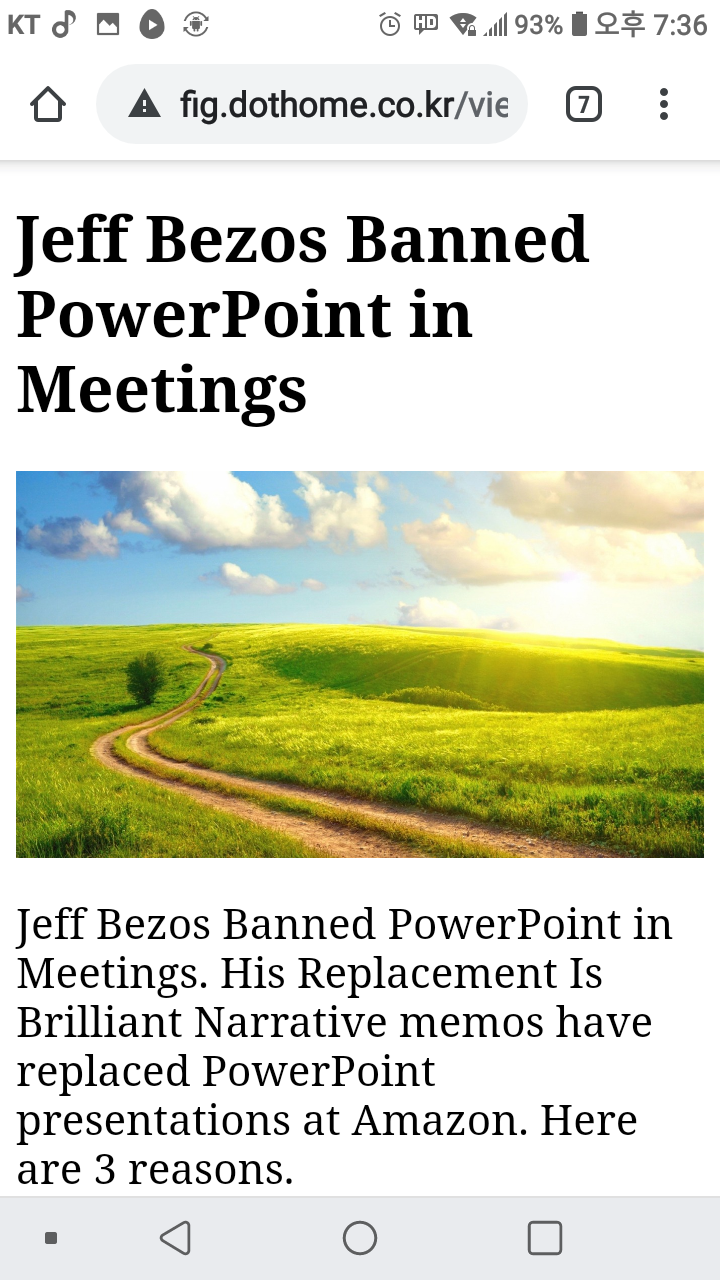 KT HD 93% 오후 7:36
fig.dothome.co.kr/vie 7
Jeff Bezos Banned
PowerPoint in
Meetings
Jeff Bezos Banned PowerPoint in
Meetings. His Replacement Is
Brilliant Narrative memos have
replaced PowerPoint
presentations at Amazon. Here
are 3 reasons.